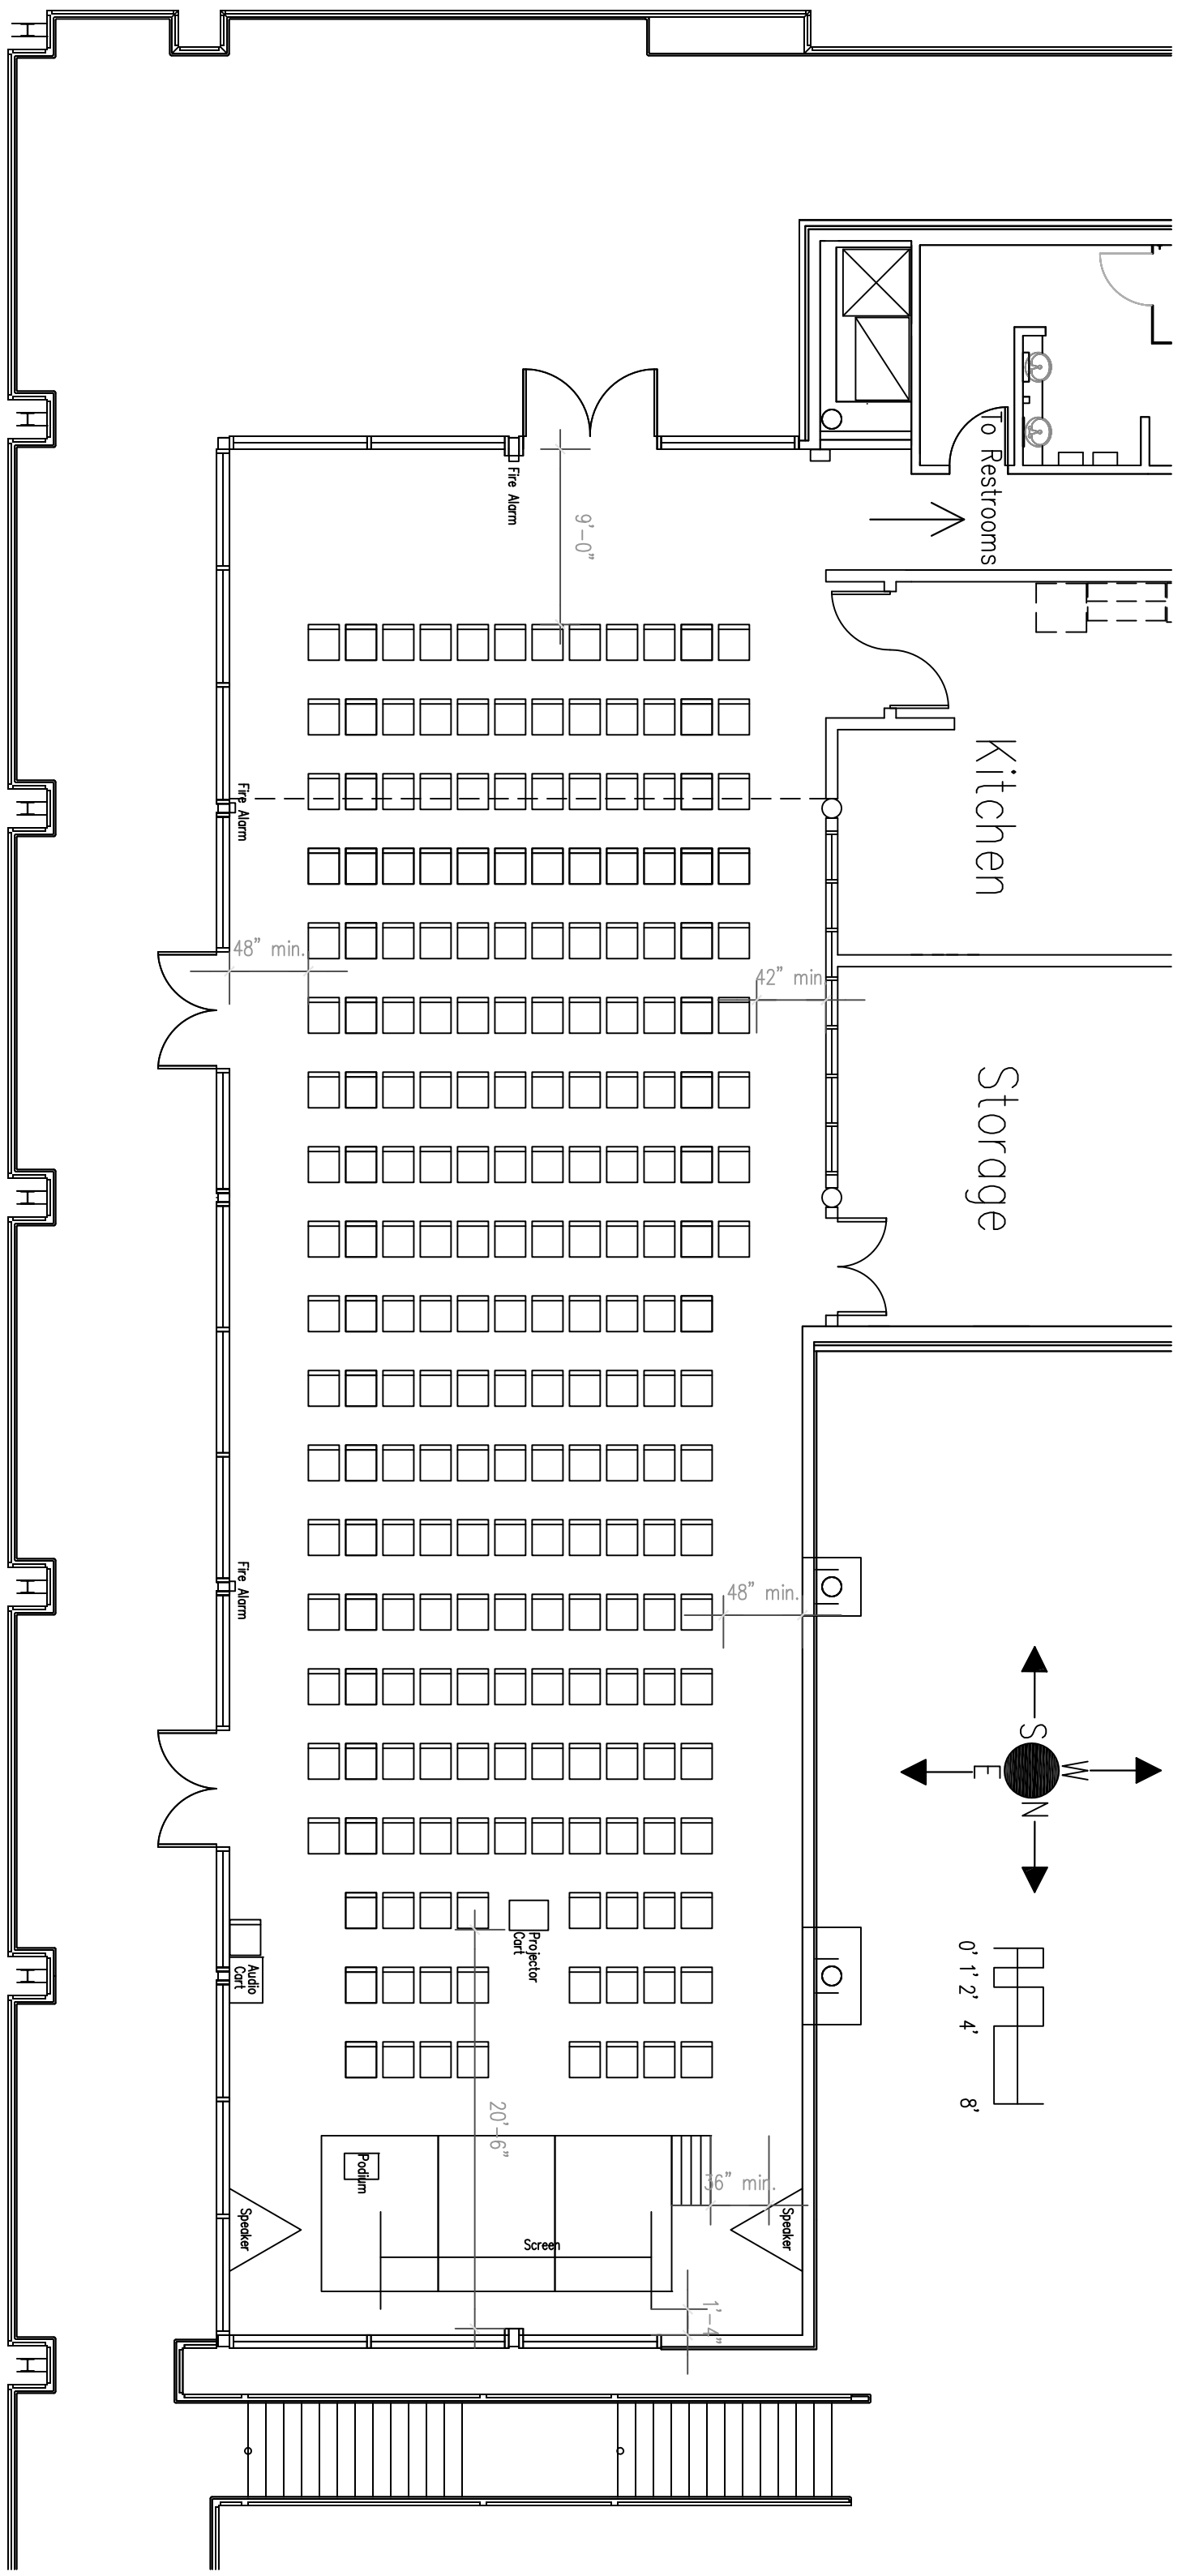 To Restrooms
Fire Alarm
9'-0"
Kitchen
Fire Alarm
48" min.
42" min.
Storage
Fire Alarm
48" min.
S
W
E
N
0' 1' 2' 4' 8'
Projector
Cart
Audio
Cart
20'-6"
Podium
36" min.
Speaker
Speaker
Screen
1'-4"